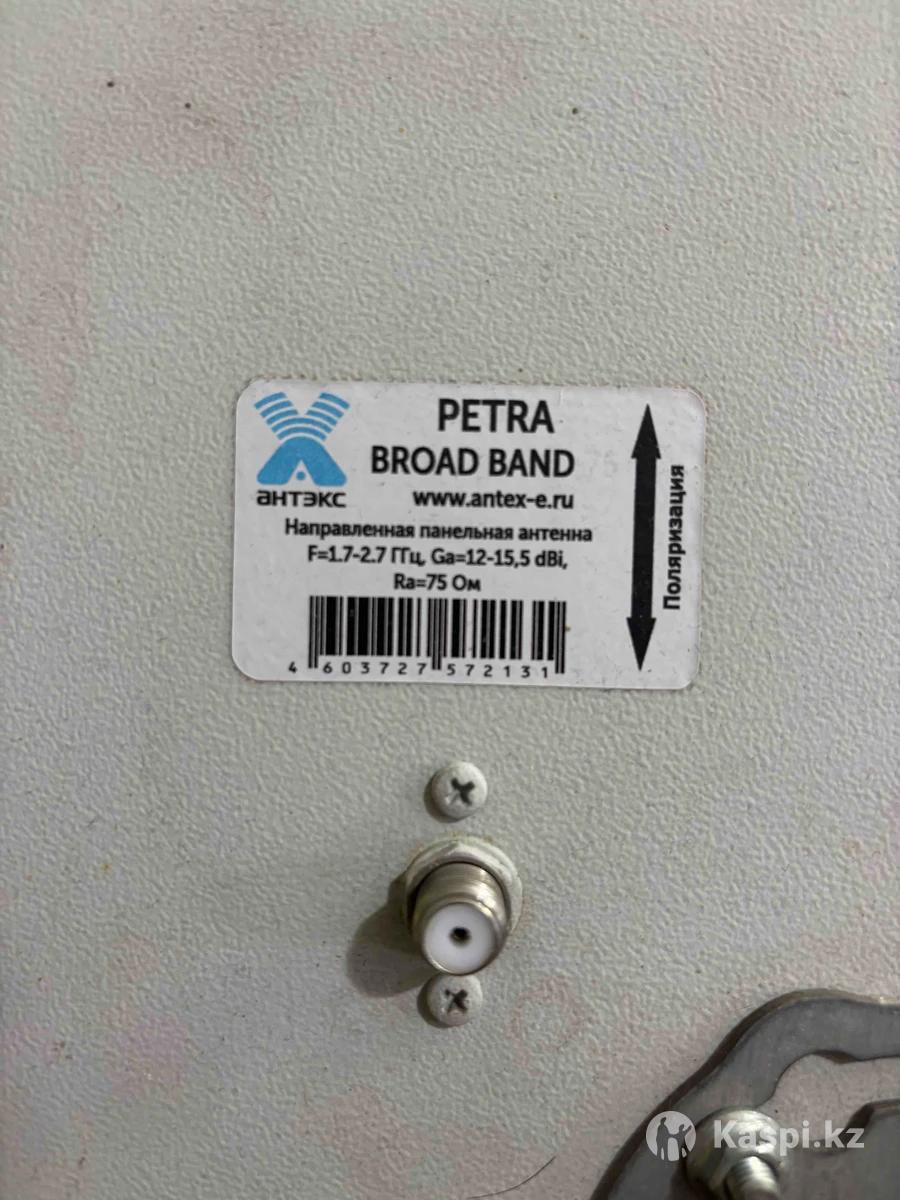 PETRA
BROAD BAND
антэкс
www.antex-e.ru
Направленная панельная антенна
F=1.7-2.7 ГГц, Ga=12-15,5 dBi,
Ra=75 Ом
4 603727 572131
Поляризация
Kaspi.kz